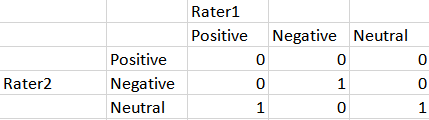 Rater1
Positive Negative Neutral
Positive 0 0 0
Rater2 Negative 0 1 0
Neutral 1 0 1